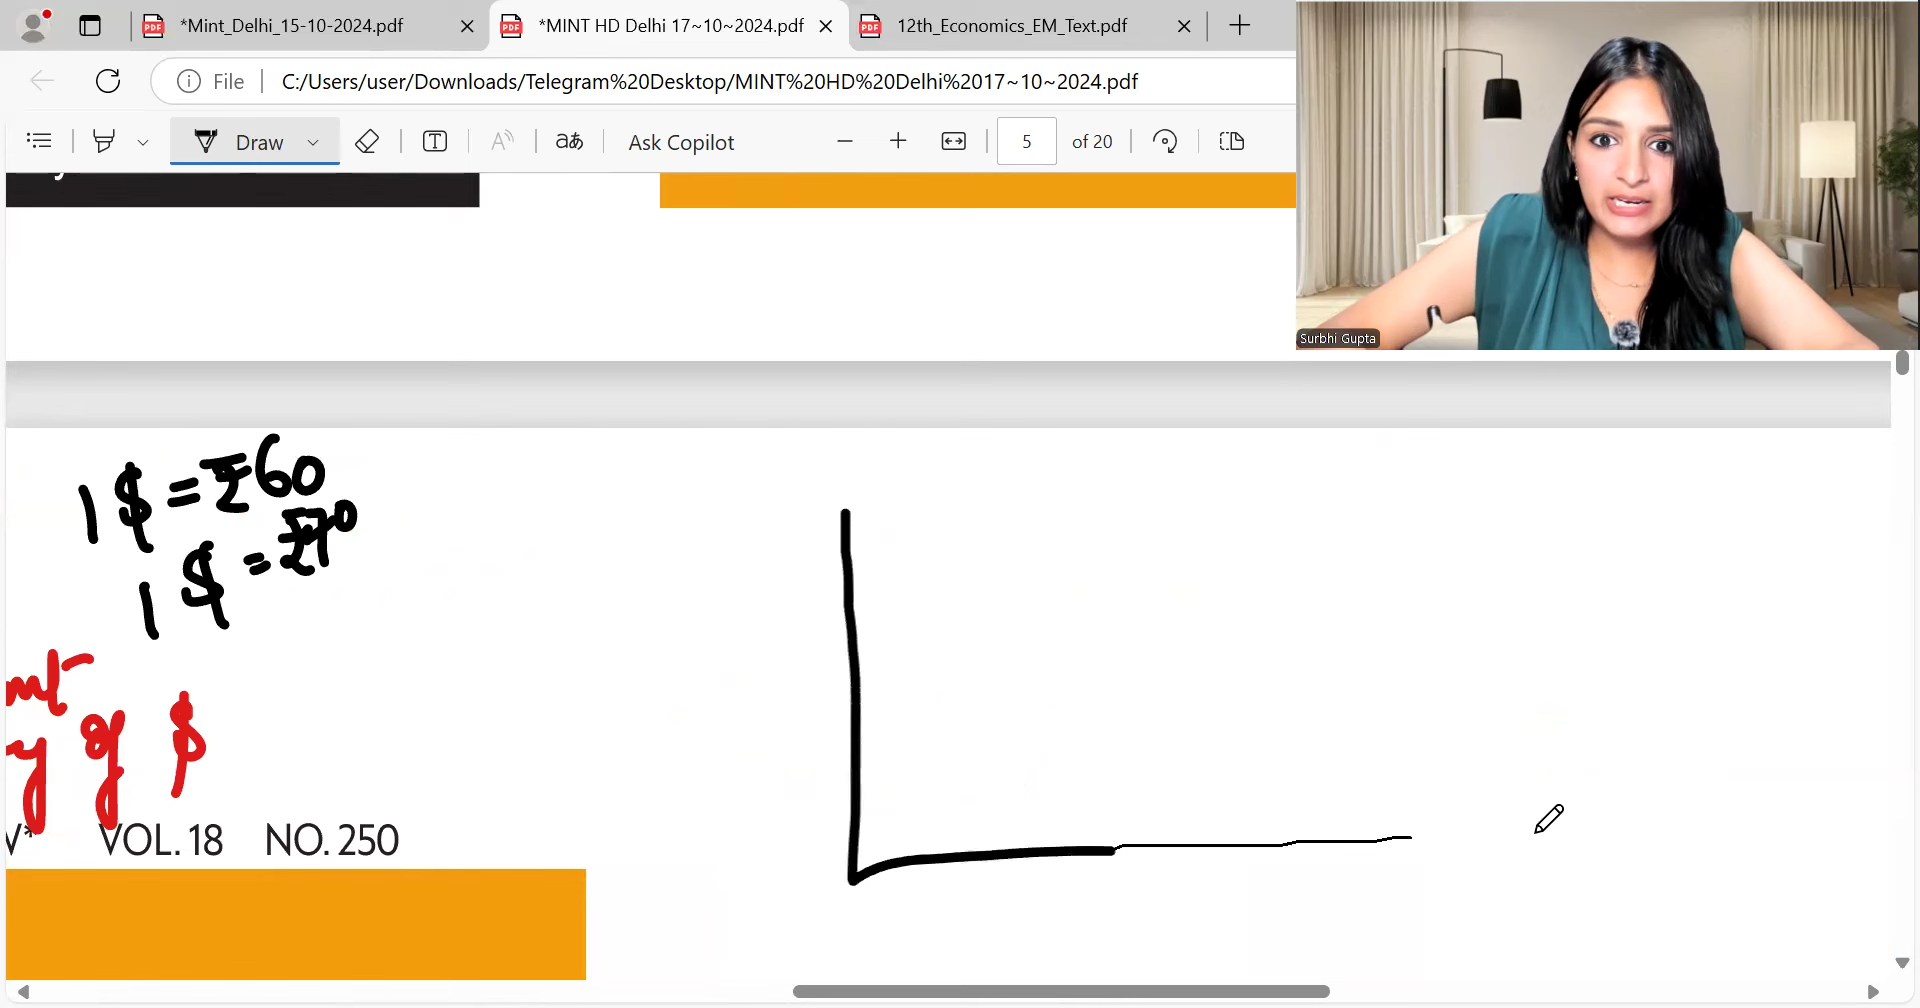 *Mint_Delhi_15-10-2024.pdf
*MINT HD Delhi 17~10~2024.pdf
12th_Economics_EM_Text.pdf
File
C:/Users/user/Downloads/Telegram%20Desktop/MINT%20HD%20Delhi%2017~10~2024.pdf
Draw
Ask Copilot
5 of 20
Surbhi Gupta
1 $ = ₹60
1 $ = ₹70
of $
VOL. 18 NO. 250